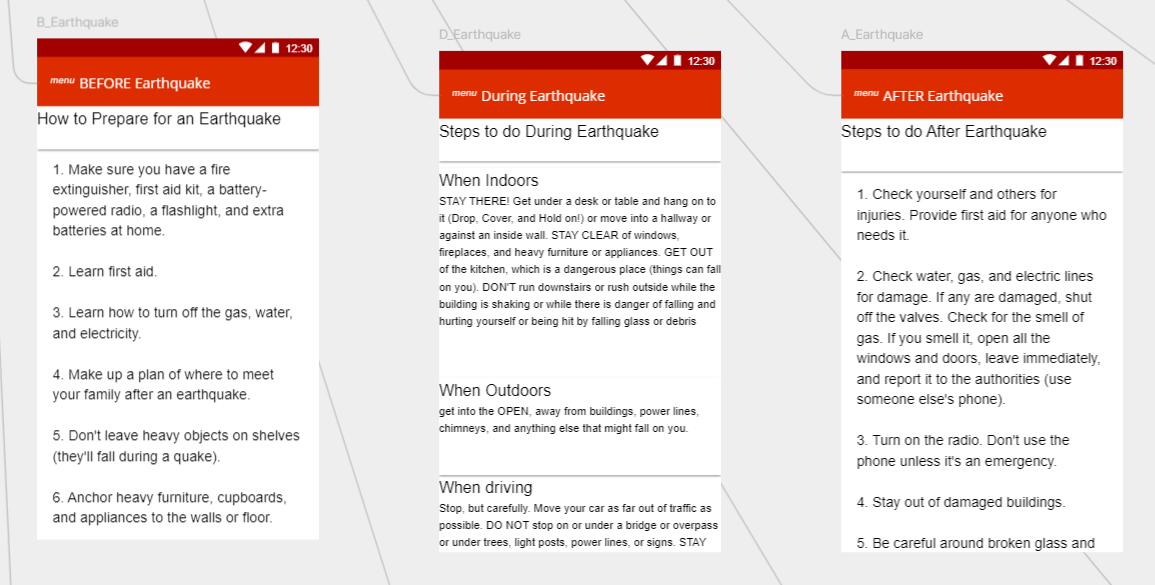 B_Earthquake
12:30
menu BEFORE Earthquake
How to Prepare for an Earthquake
1. Make sure you have a fire
extinguisher, first aid kit, a battery-
powered radio, a flashlight, and extra
batteries at home.
2. Learn first aid.
3. Learn how to turn off the gas, water,
and electricity.
4. Make up a plan of where to meet
your family after an earthquake.
5. Don't leave heavy objects on shelves
(they'll fall during a quake).
6. Anchor heavy furniture, cupboards,
and appliances to the walls or floor.
D_Earthquake
12:30
menu During Earthquake
Steps to do During Earthquake
When Indoors
STAY THERE! Get under a desk or table and hang on to
it (Drop, Cover, and Hold on!) or move into a hallway or
against an inside wall. STAY CLEAR of windows,
fireplaces, and heavy furniture or appliances. GET OUT
of the kitchen, which is a dangerous place (things can fall
on you). DON'T run downstairs or rush outside while the
building is shaking or while there is danger of falling and
hurting yourself or being hit by falling glass or debris
When Outdoors
get into the OPEN, away from buildings, power lines,
chimneys, and anything else that might fall on you.
When driving
Stop, but carefully. Move your car as far out of traffic as
possible. DO NOT stop on or under a bridge or overpass
or under trees, light posts, power lines, or signs. STAY
A_Earthquake
12:30
menu AFTER Earthquake
Steps to do After Earthquake
1. Check yourself and others for
injuries. Provide first aid for anyone who
needs it.
2. Check water, gas, and electric lines
for damage. If any are damaged, shut
off the valves. Check for the smell of
gas. If you smell it, open all the
windows and doors, leave immediately,
and report it to the authorities (use
someone else's phone).
3. Turn on the radio. Don't use the
phone unless it's an emergency.
4. Stay out of damaged buildings.
5. Be careful around broken glass and